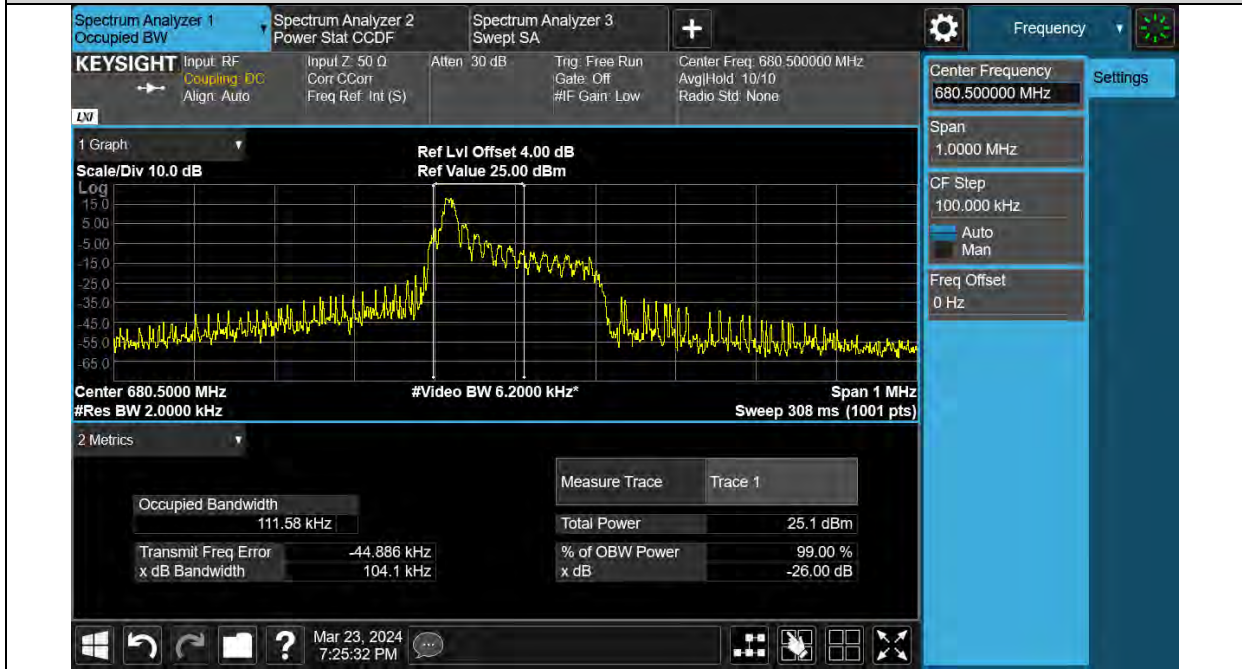 Spectrum Analyzer 1
Occupied BW
Spectrum Analyzer 2
Power Stat CCDF
Spectrum Analyzer 3
Swept SA
Frequency
KEYSIGHT
Input: RF
Coupling: DC
Align: Auto
Input Z: 50 Ω
Corr CCorr
Freq Ref: Int (S)
Atten: 30 dB
Trig: Free Run
Gate: Off
#IF Gain: Low
Center Freq: 680.500000 MHz
Avg|Hold: 10/10
Radio Std: None
LXI
Center Frequency
680.500000 MHz
Settings
Span
1.0000 MHz
CF Step
100.000 kHz
Auto
Man
Freq Offset
0 Hz
1 Graph
Scale/Div 10.0 dB
Ref Lvl Offset 4.00 dB
Ref Value 25.00 dBm
Log
15.0
5.00
-5.00
-15.0
-25.0
-35.0
-45.0
-55.0
-65.0
Center 680.5000 MHz
#Video BW 6.2000 kHz*
Span 1 MHz
#Res BW 2.0000 kHz
Sweep 308 ms (1001 pts)
2 Metrics
Measure Trace
Trace 1
Occupied Bandwidth
111.58 kHz
Total Power
25.1 dBm
Transmit Freq Error
-44.886 kHz
% of OBW Power
99.00 %
x dB Bandwidth
104.1 kHz
x dB
-26.00 dB
Mar 23, 2024
7:25:32 PM